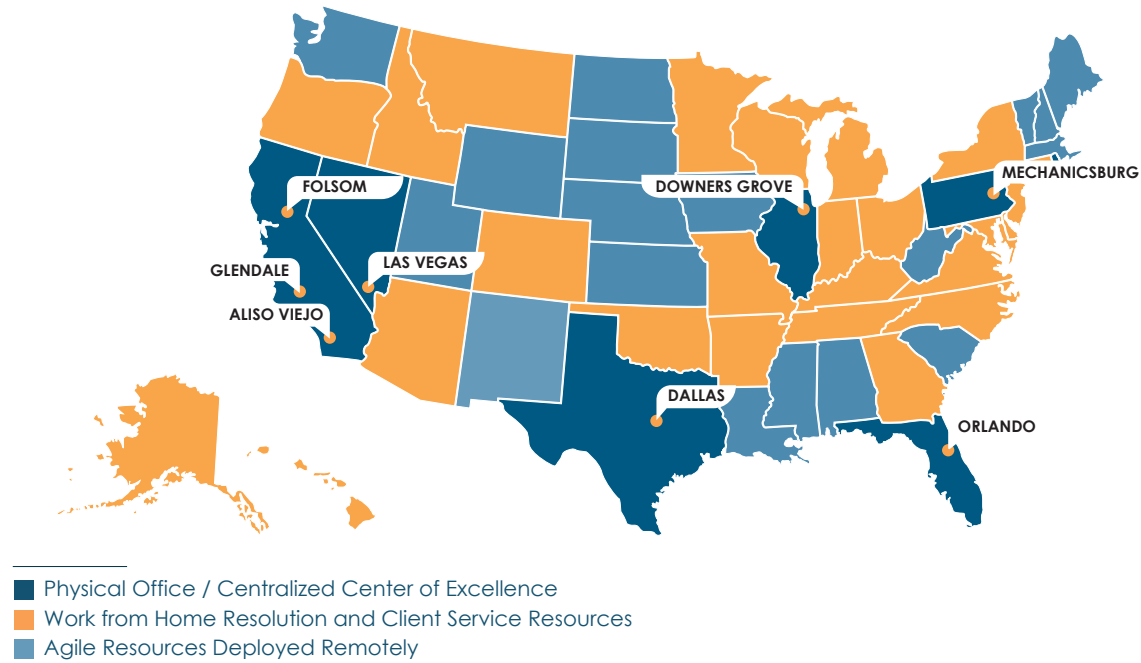 MECHANICSBURG
FOLSOM
DOWNERS GROVE
LAS VEGAS
GLENDALE
ALISO VIEJO
DALLAS
ORLANDO
Physical Office / Centralized Center of Excellence
Work from Home Resolution and Client Service Resources
Agile Resources Deployed Remotely